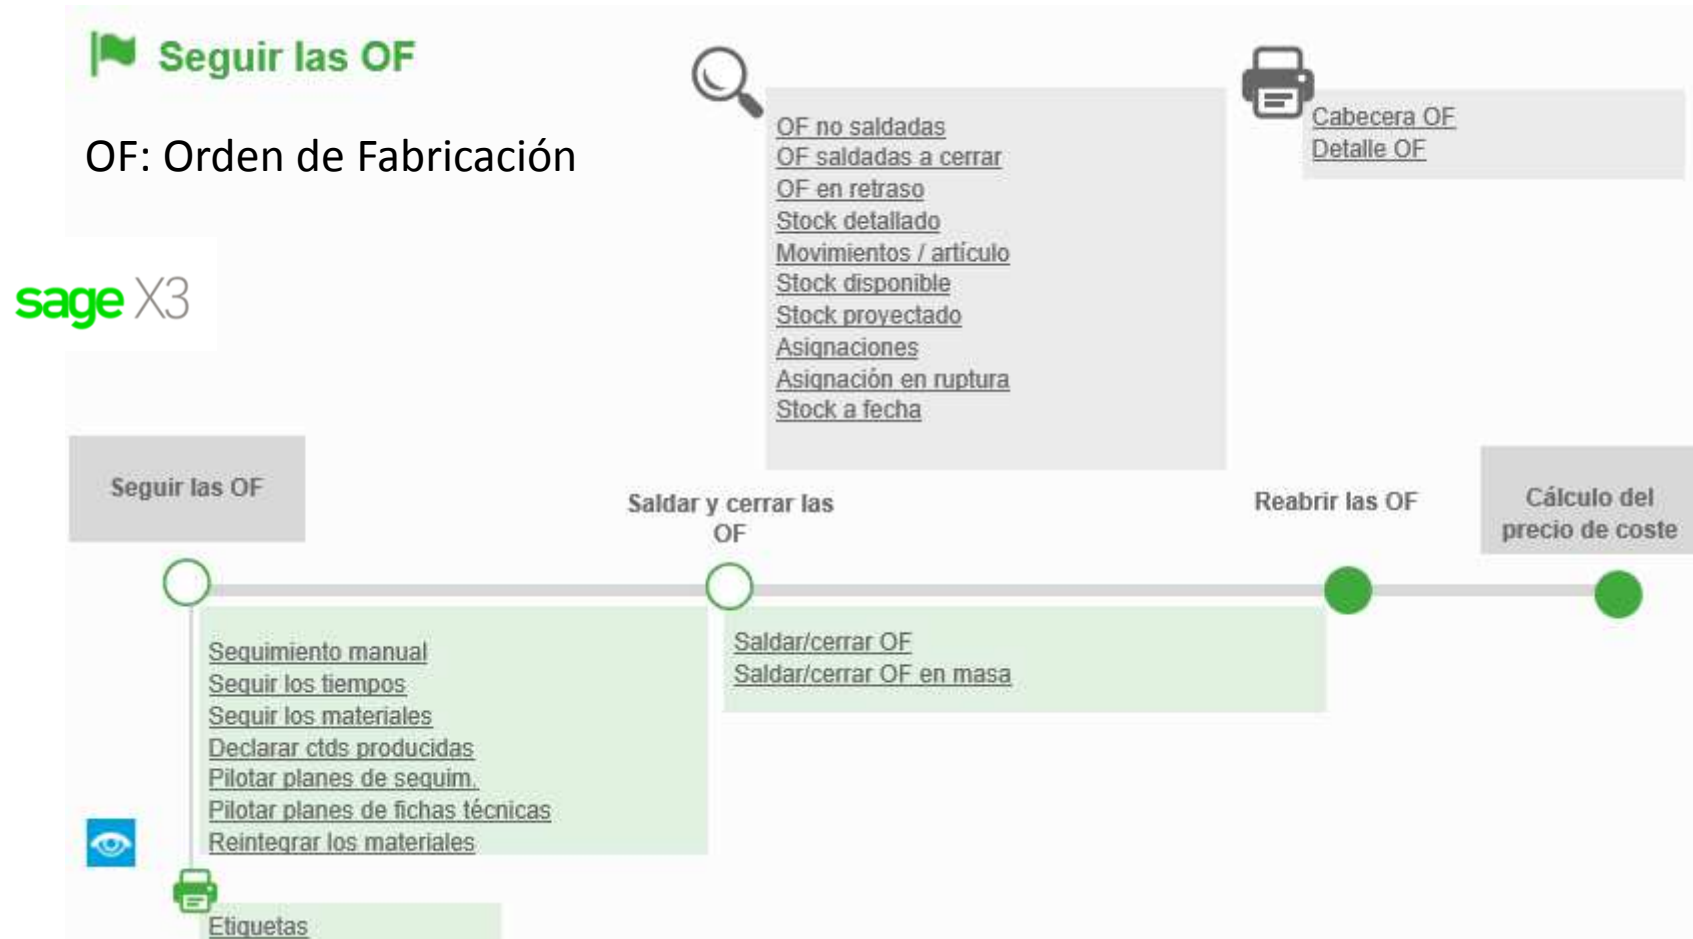 Seguir las OF
OF: Orden de Fabricación
sage X3
OF no saldadas
OF saldadas a cerrar
OF en retraso
Stock detallado
Movimientos / artículo
Stock disponible
Stock proyectado
Asignaciones
Asignación en ruptura
Stock a fecha
Cabecera OF
Detalle OF
Seguir las OF
Saldar y cerrar las
OF
Reabrir las OF
Cálculo del
precio de coste
Seguimiento manual
Seguir los tiempos
Seguir los materiales
Declarar ctds producidas
Pilotar planes de seguim.
Pilotar planes de fichas técnicas
Reintegrar los materiales
Saldar/cerrar OF
Saldar/cerrar OF en masa
Etiquetas